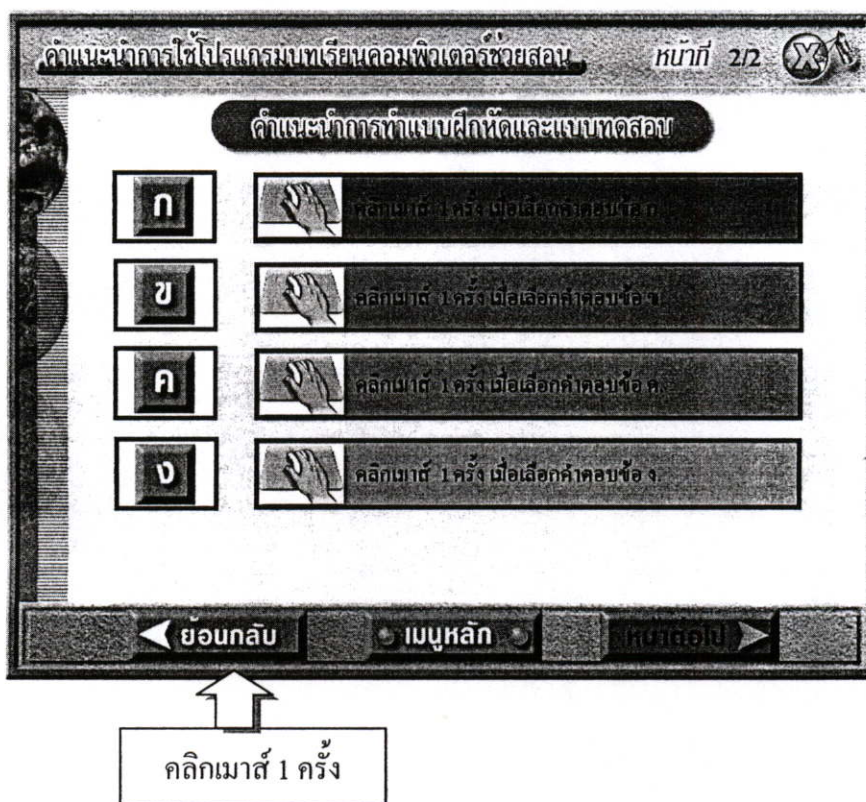 คำแนะนำการใช้โปรแกรมบทเรียนคอมพิวเตอร์ช่วยสอน หน้าที่ 2/2 X
คำแนะนำการทำแบบฝึกหัดและแบบทดสอบ
ก คลิกเมาส์ 1 ครั้ง เมื่อเลือกคำตอบข้อ ก.
ข คลิกเมาส์ 1 ครั้ง เมื่อเลือกคำตอบข้อ ข.
ค คลิกเมาส์ 1 ครั้ง เมื่อเลือกคำตอบข้อ ค.
ง คลิกเมาส์ 1 ครั้ง เมื่อเลือกคำตอบข้อ ง.
ย้อนกลับ เมนูหลัก หน้าต่อไป
คลิกเมาส์ 1 ครั้ง